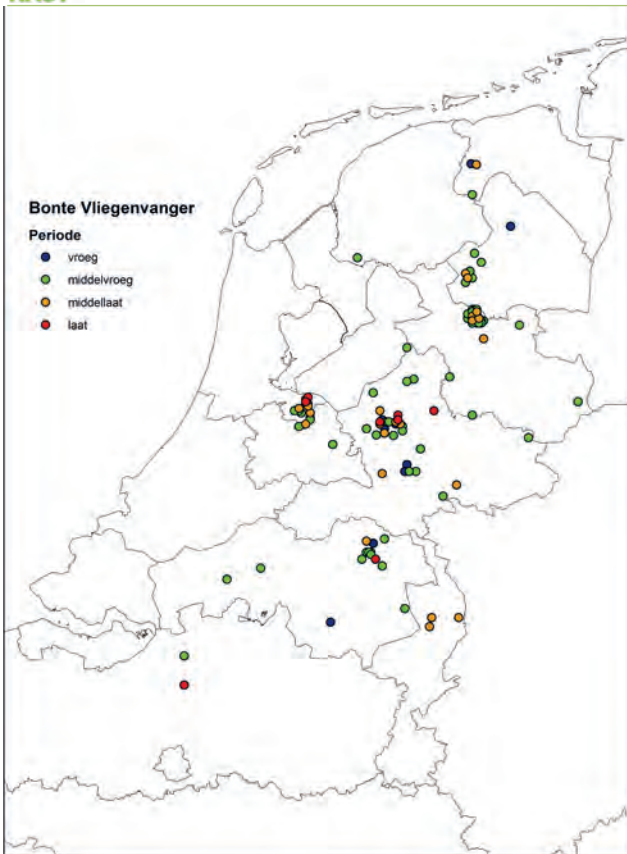 Bonte Vliegenvanger
Periode
vroeg
middelvroeg
middellaat
laat